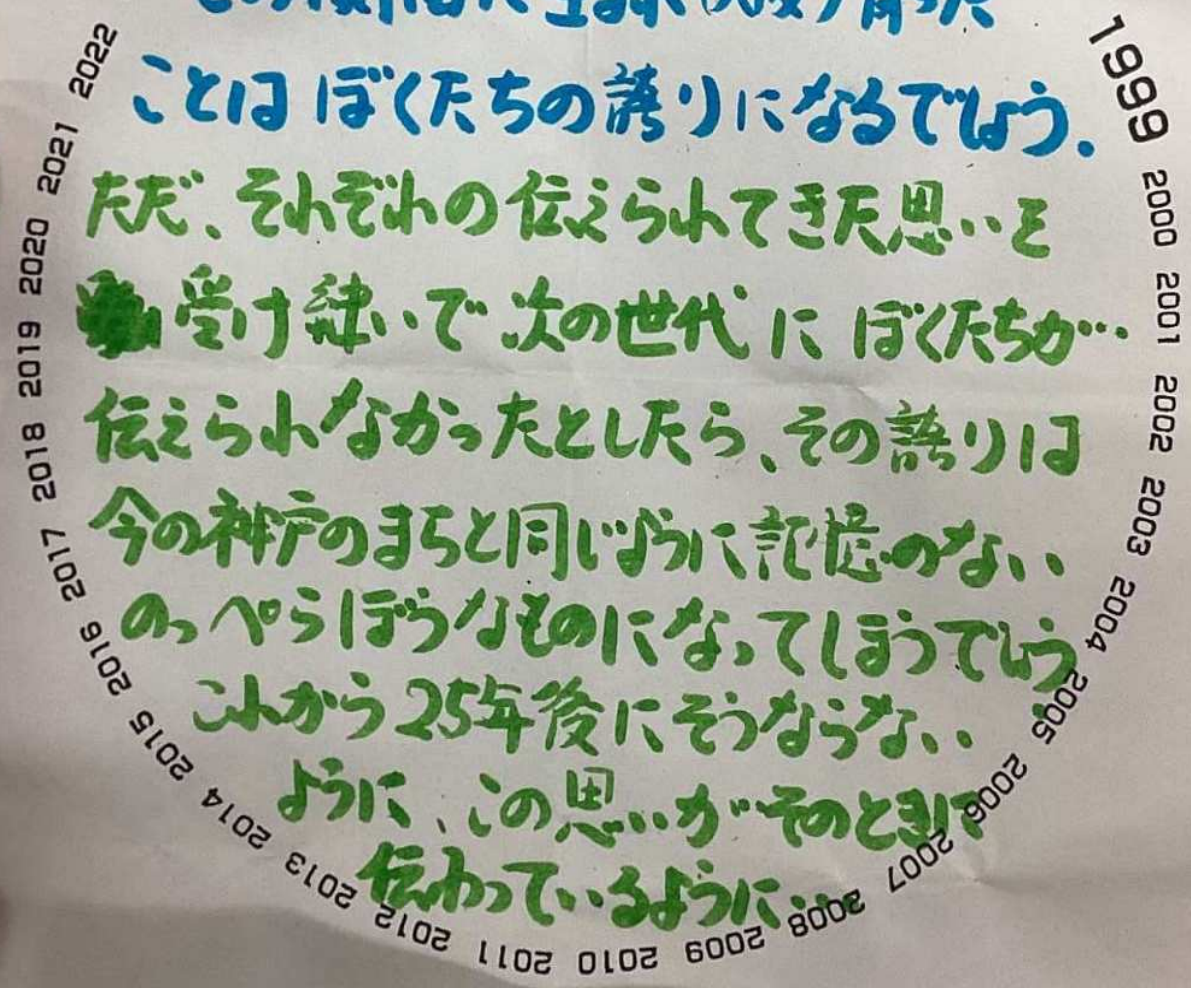 ことは ぼくたちの誇りになるでしょう.
ただ、それぞれの伝えられてきた思いを
受け継いで 次の世代 に ぼくたちが…
伝えられなかったとしたら、その誇りは
今の神戸のまちと同じように記憶のない
のっぺらぼうなものになってしまうでしょう
これから25年後にそうならない
ように、この思いがそのときまで
伝わっているように…
1999
2000
2001
2002
2003
2004
2005
2006
2007
2008
2009
2010
2011
2012
2013
2014
2015
2016
2017
2018
2019
2020
2021
2022